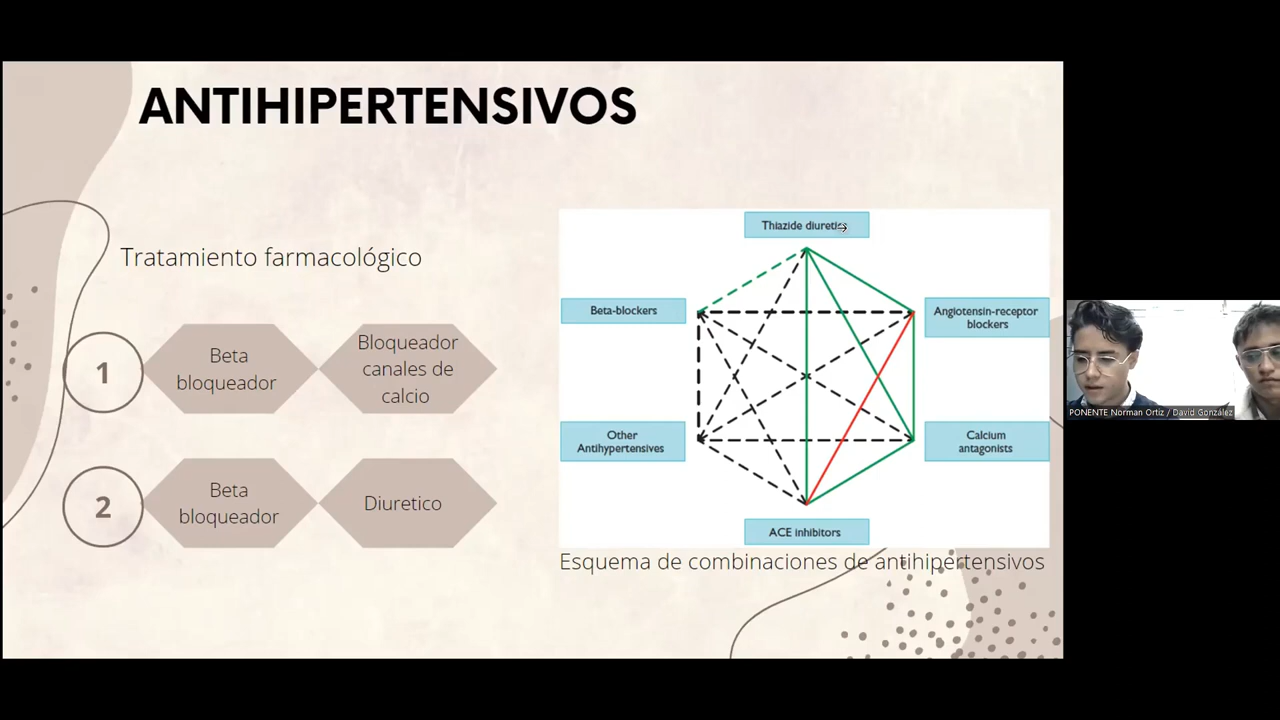 ANTIHIPERTENSIVOS
Tratamiento farmacológico
1
Beta
bloqueador
Bloqueador
canales de
calcio
2
Beta
bloqueador
Diuretico
Thiazide diuretics
Beta-blockers
Angiotensin-receptor
blockers
Other
Antihypertensives
Calcium
antagonists
ACE inhibitors
Esquema de combinaciones de antihipertensivos
PONENTE Norman Ortiz / David González